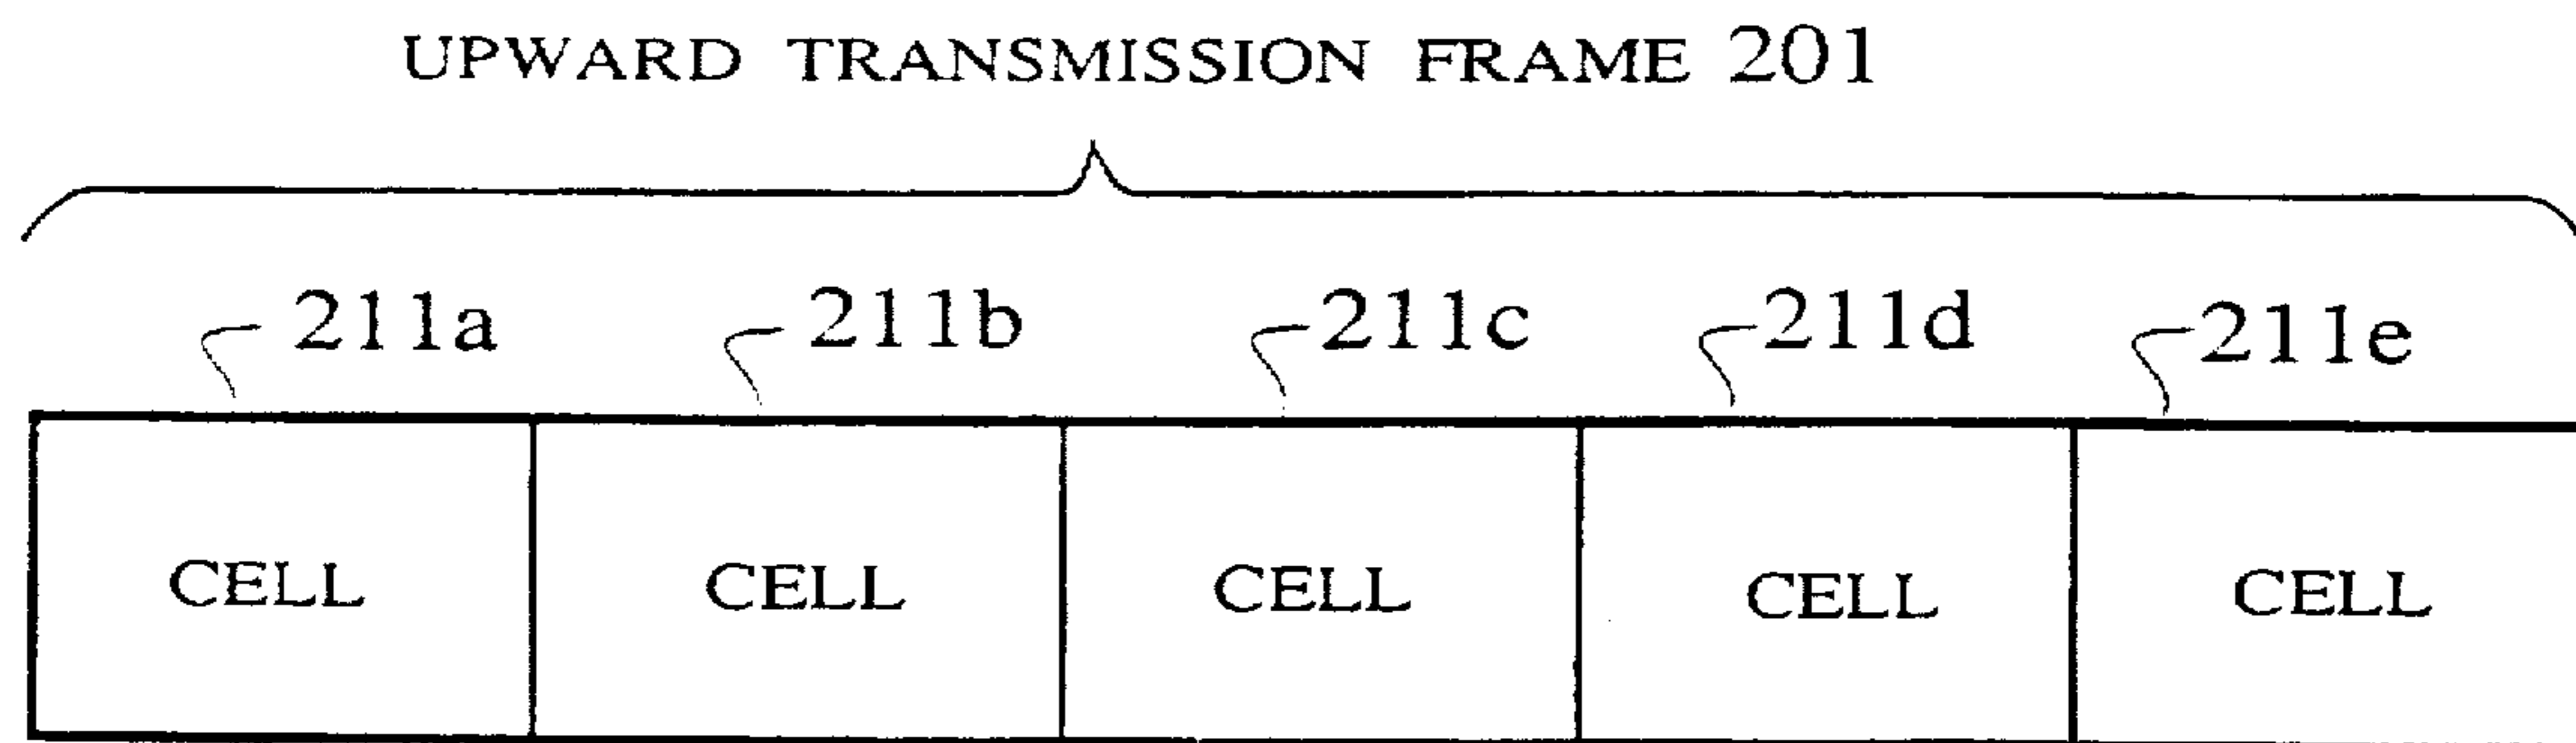 UPWARD TRANSMISSION FRAME 201
211a 211b 211c 211d 211e
CELL CELL CELL CELL CELL